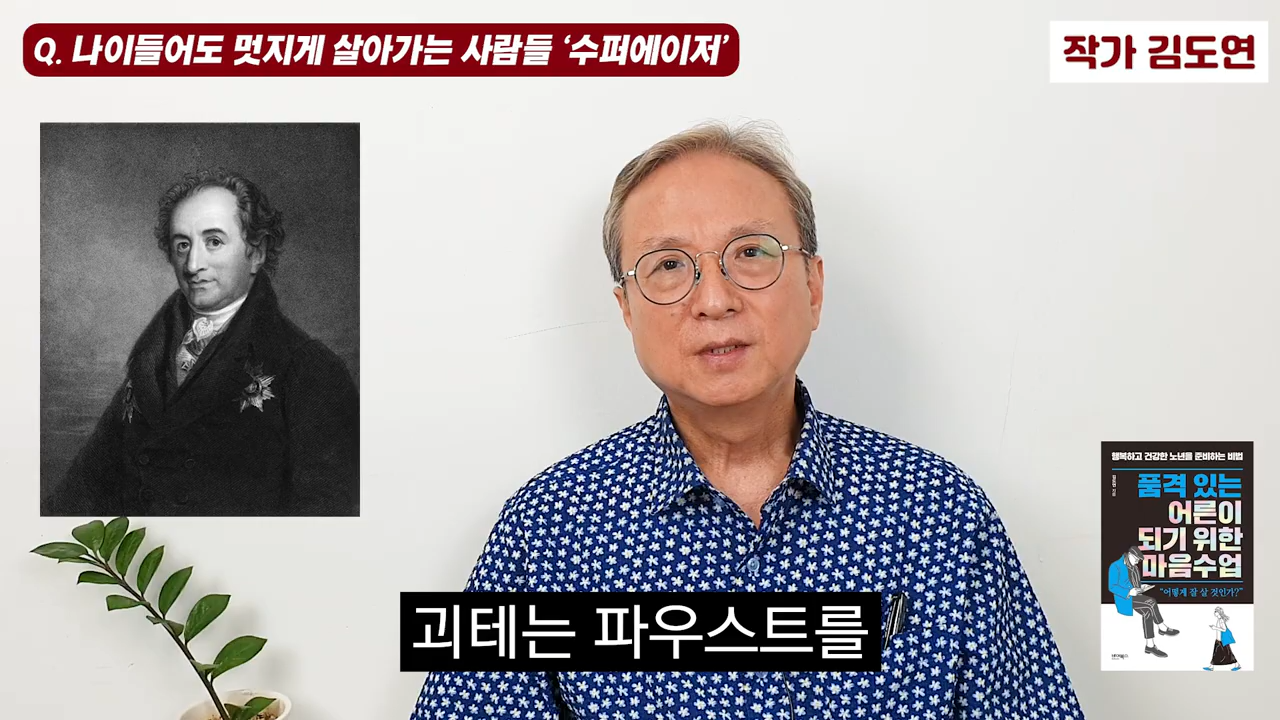 Q. 나이들어도 멋지게 살아가는 사람들 ‘수퍼에이저’
작가 김도연
행복하고 건강한 노년을 준비하는 비법
품격 있는
어른이
되기 위한
마음수업
“어떻게 잘 살 것인가?”
괴테는 파우스트를